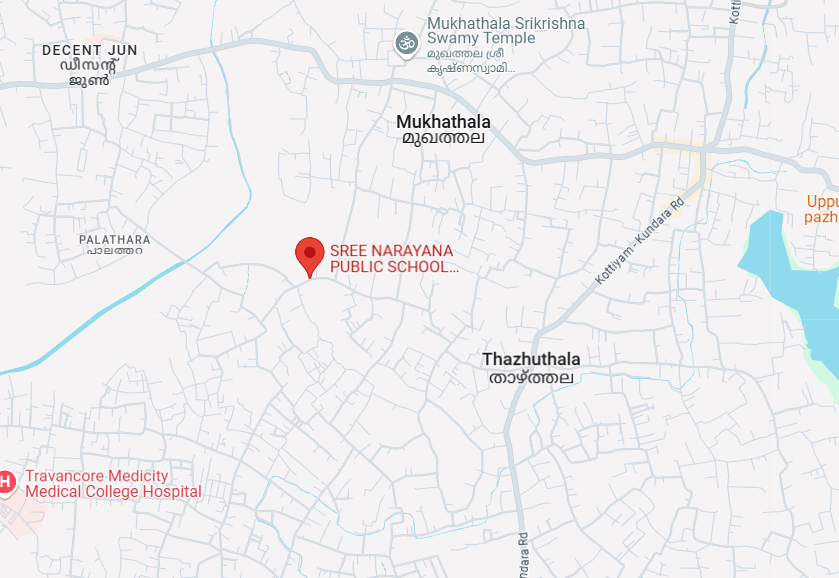 Mukhathala Srikrishna
Swamy Temple
മുഖത്തല ശ്രീ
കൃഷ്ണസ്വാമി...
DECENT JUN
ഡീസന്റ്
ജുൺ
Mukhathala
മുഖത്തല
Kotti
Uppu
pazh
Kottiyam - Kundara Rd
PALATHARA
പാലത്തറ
SREE NARAYANA
PUBLIC SCHOOL...
Thazhuthala
താഴ്ത്തല
H
Travancore Medicity
Medical College Hospital
ndara Rd